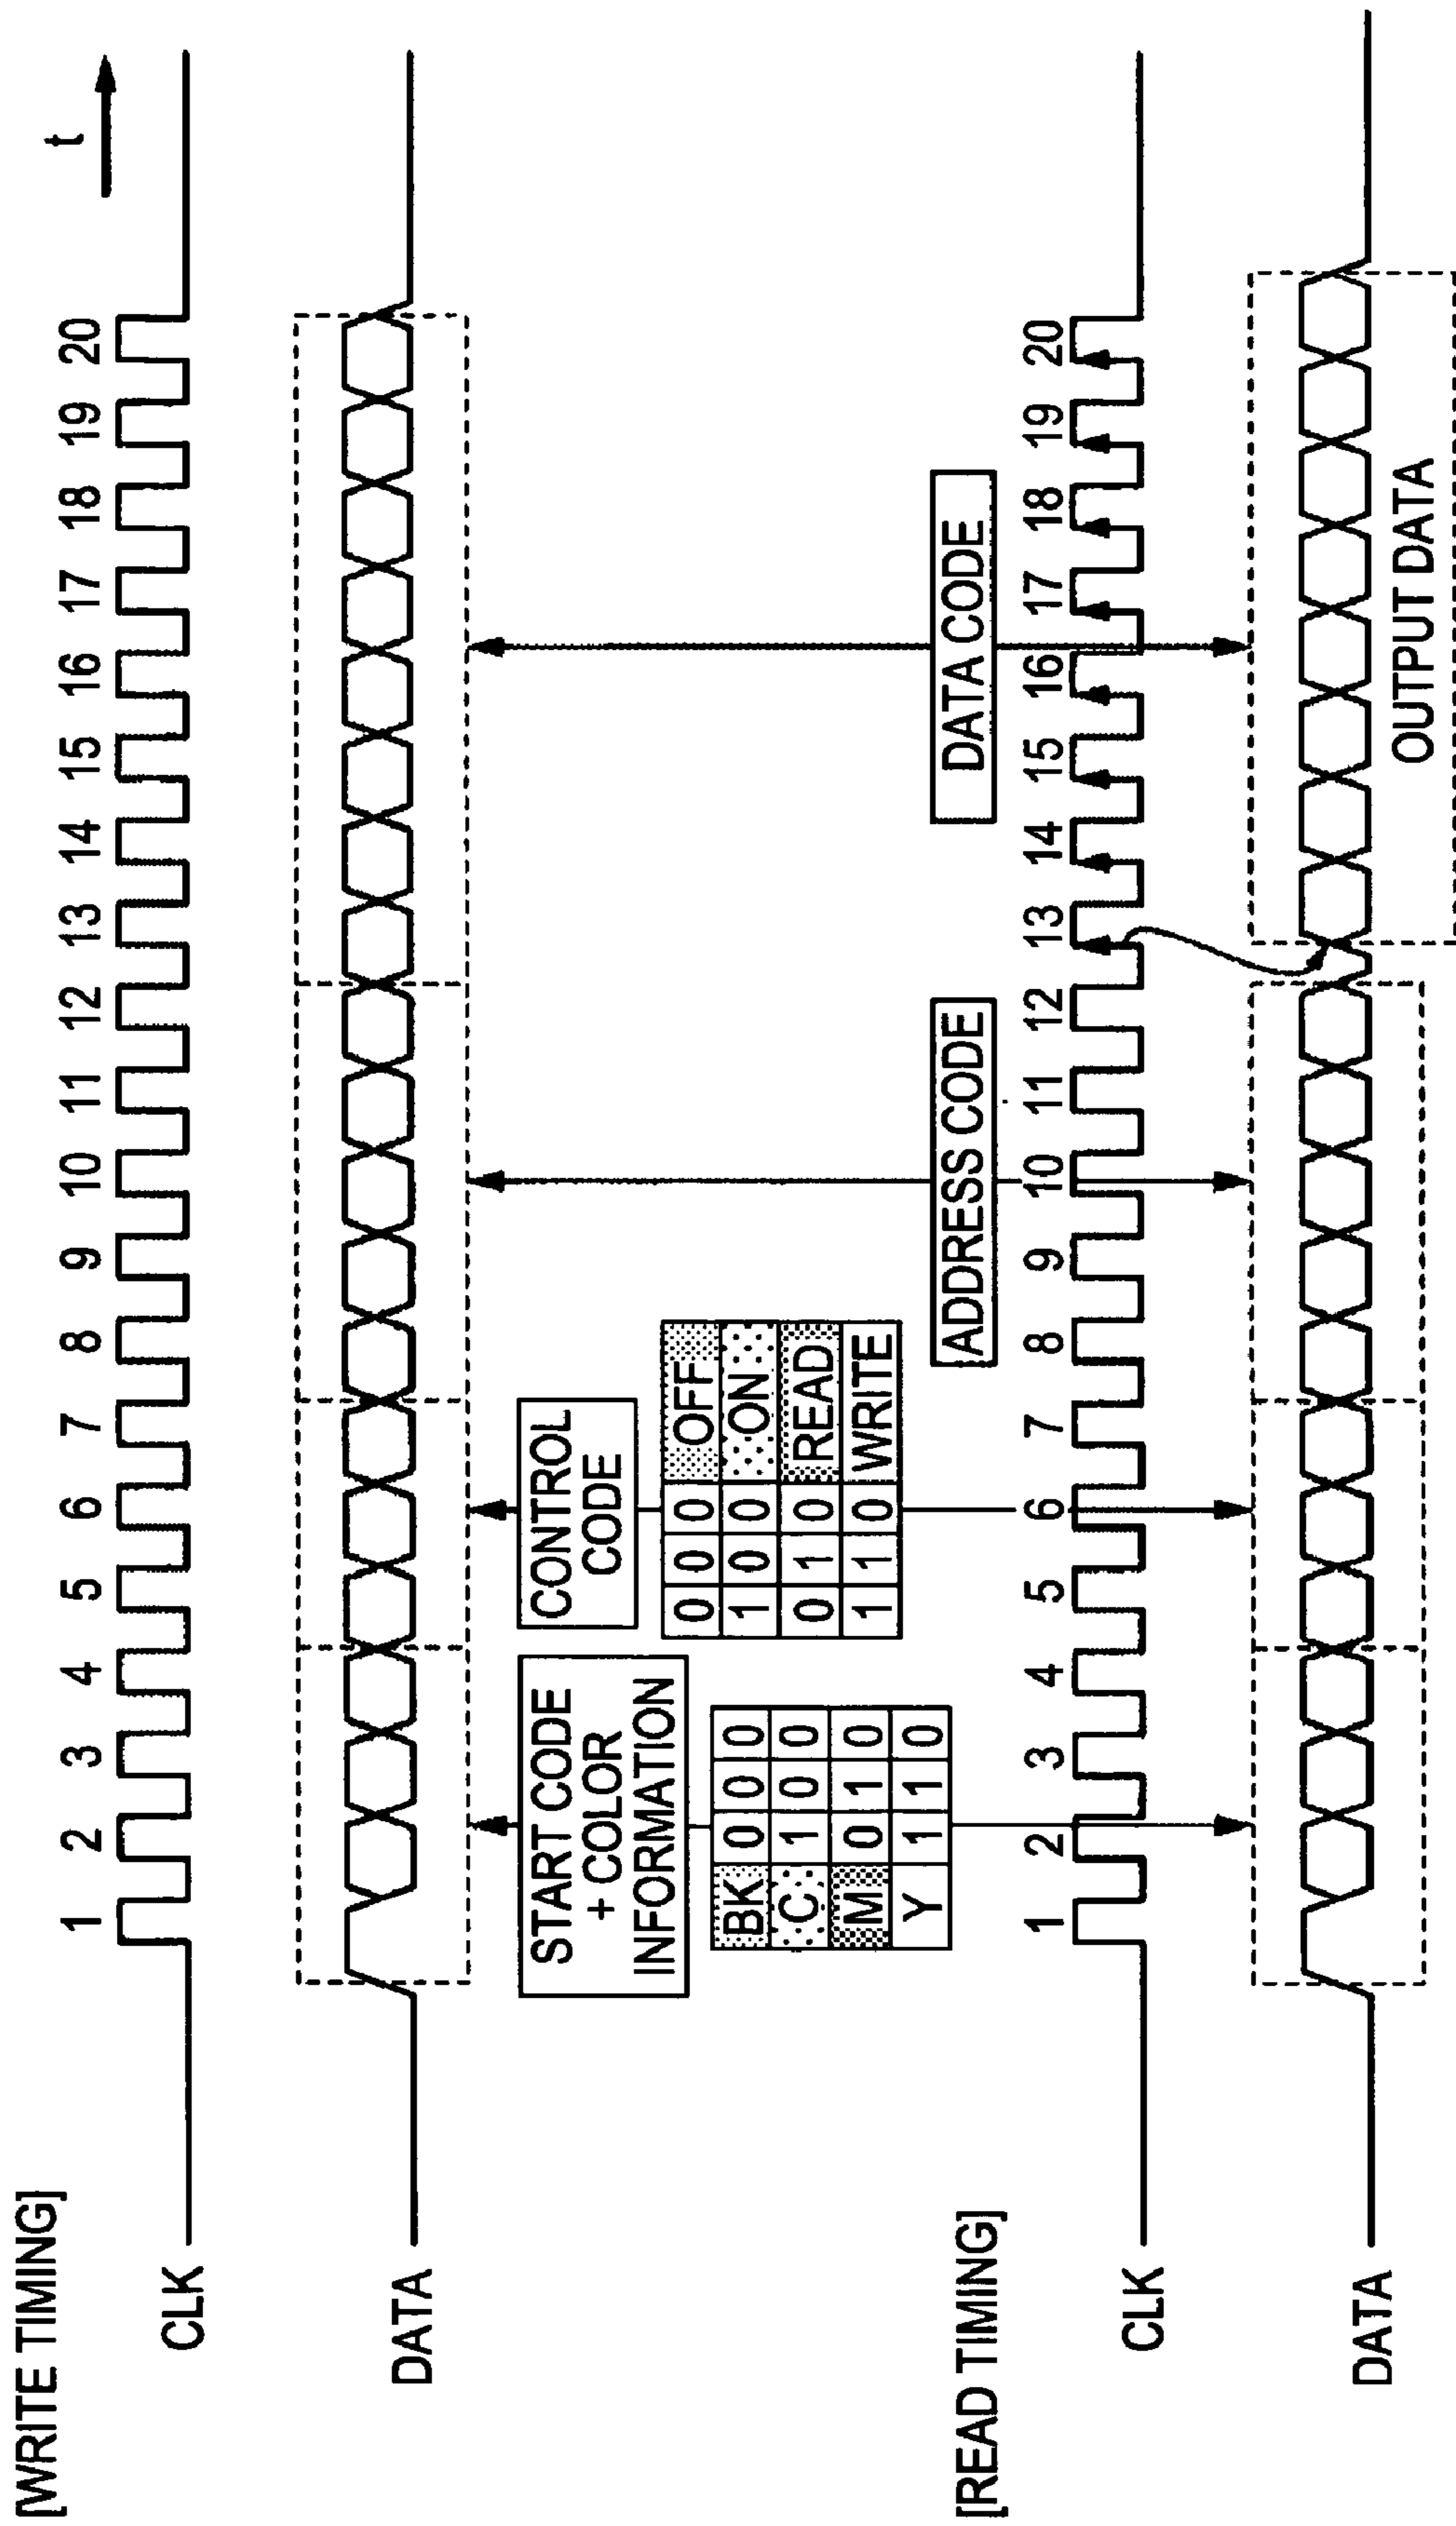 [WRITE TIMING]
t
1 2 3 4 5 6 7 8 9 10 11 12 13 14 15 16 17 18 19 20
CLK
DATA
START CODE
+ COLOR
INFORMATION
BK 0 0 0
C 1 0 0
M 0 1 0
Y 1 1 0
CONTROL
CODE
0 0 0 OFF
1 0 0 ON
0 1 0 READ
1 1 0 WRITE
ADDRESS CODE
DATA CODE
[READ TIMING]
1 2 3 4 5 6 7 8 9 10 11 12 13 14 15 16 17 18 19 20
CLK
DATA
OUTPUT DATA